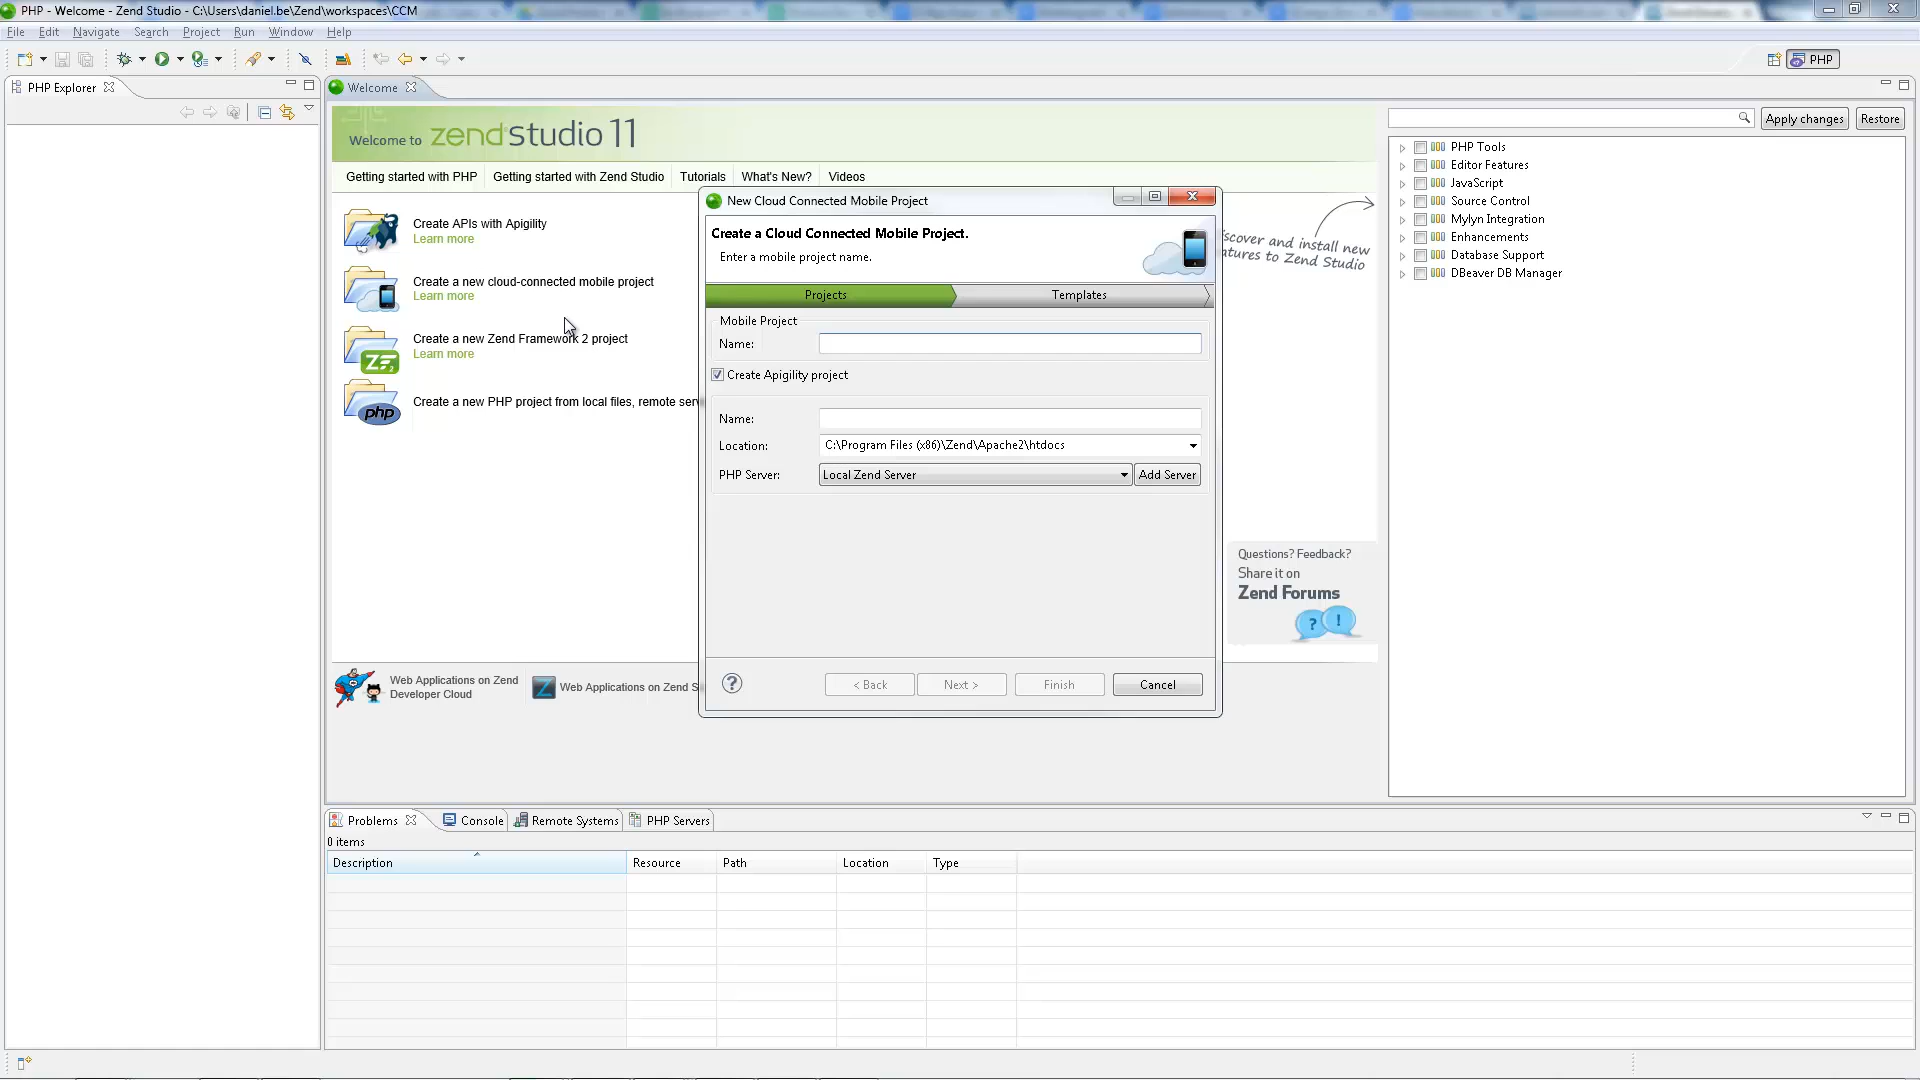 PHP - Welcome - Zend Studio - C:\Users\daniel.be\Zend\workspaces\CCM
File Edit Navigate Search Project Run Window Help
PHP
PHP Explorer
Welcome
Welcome to zend studio 11
Getting started with PHP
Getting started with Zend Studio
Tutorials
What's New?
Videos
Create APIs with Apigility
Learn more
Create a new cloud-connected mobile project
Learn more
Create a new Zend Framework 2 project
Learn more
ZF2
Create a new PHP project from local files, remote serv
php
iscover and install new
atures to Zend Studio
Questions? Feedback?
Share it on
Zend Forums
? !
Web Applications on Zend
Developer Cloud
Z
Web Applications on Zend S
New Cloud Connected Mobile Project
Create a Cloud Connected Mobile Project.
Enter a mobile project name.
Projects
Templates
Mobile Project
Name:
Create Apigility project
Name:
Location: C:\Program Files (x86)\Zend\Apache2\htdocs
PHP Server: Local Zend Server Add Server
?
< Back
Next >
Finish
Cancel
Apply changes
Restore
PHP Tools
Editor Features
JavaScript
Source Control
Mylyn Integration
Enhancements
Database Support
DBeaver DB Manager
Problems
Console
Remote Systems
PHP Servers
0 items
Description Resource Path Location Type